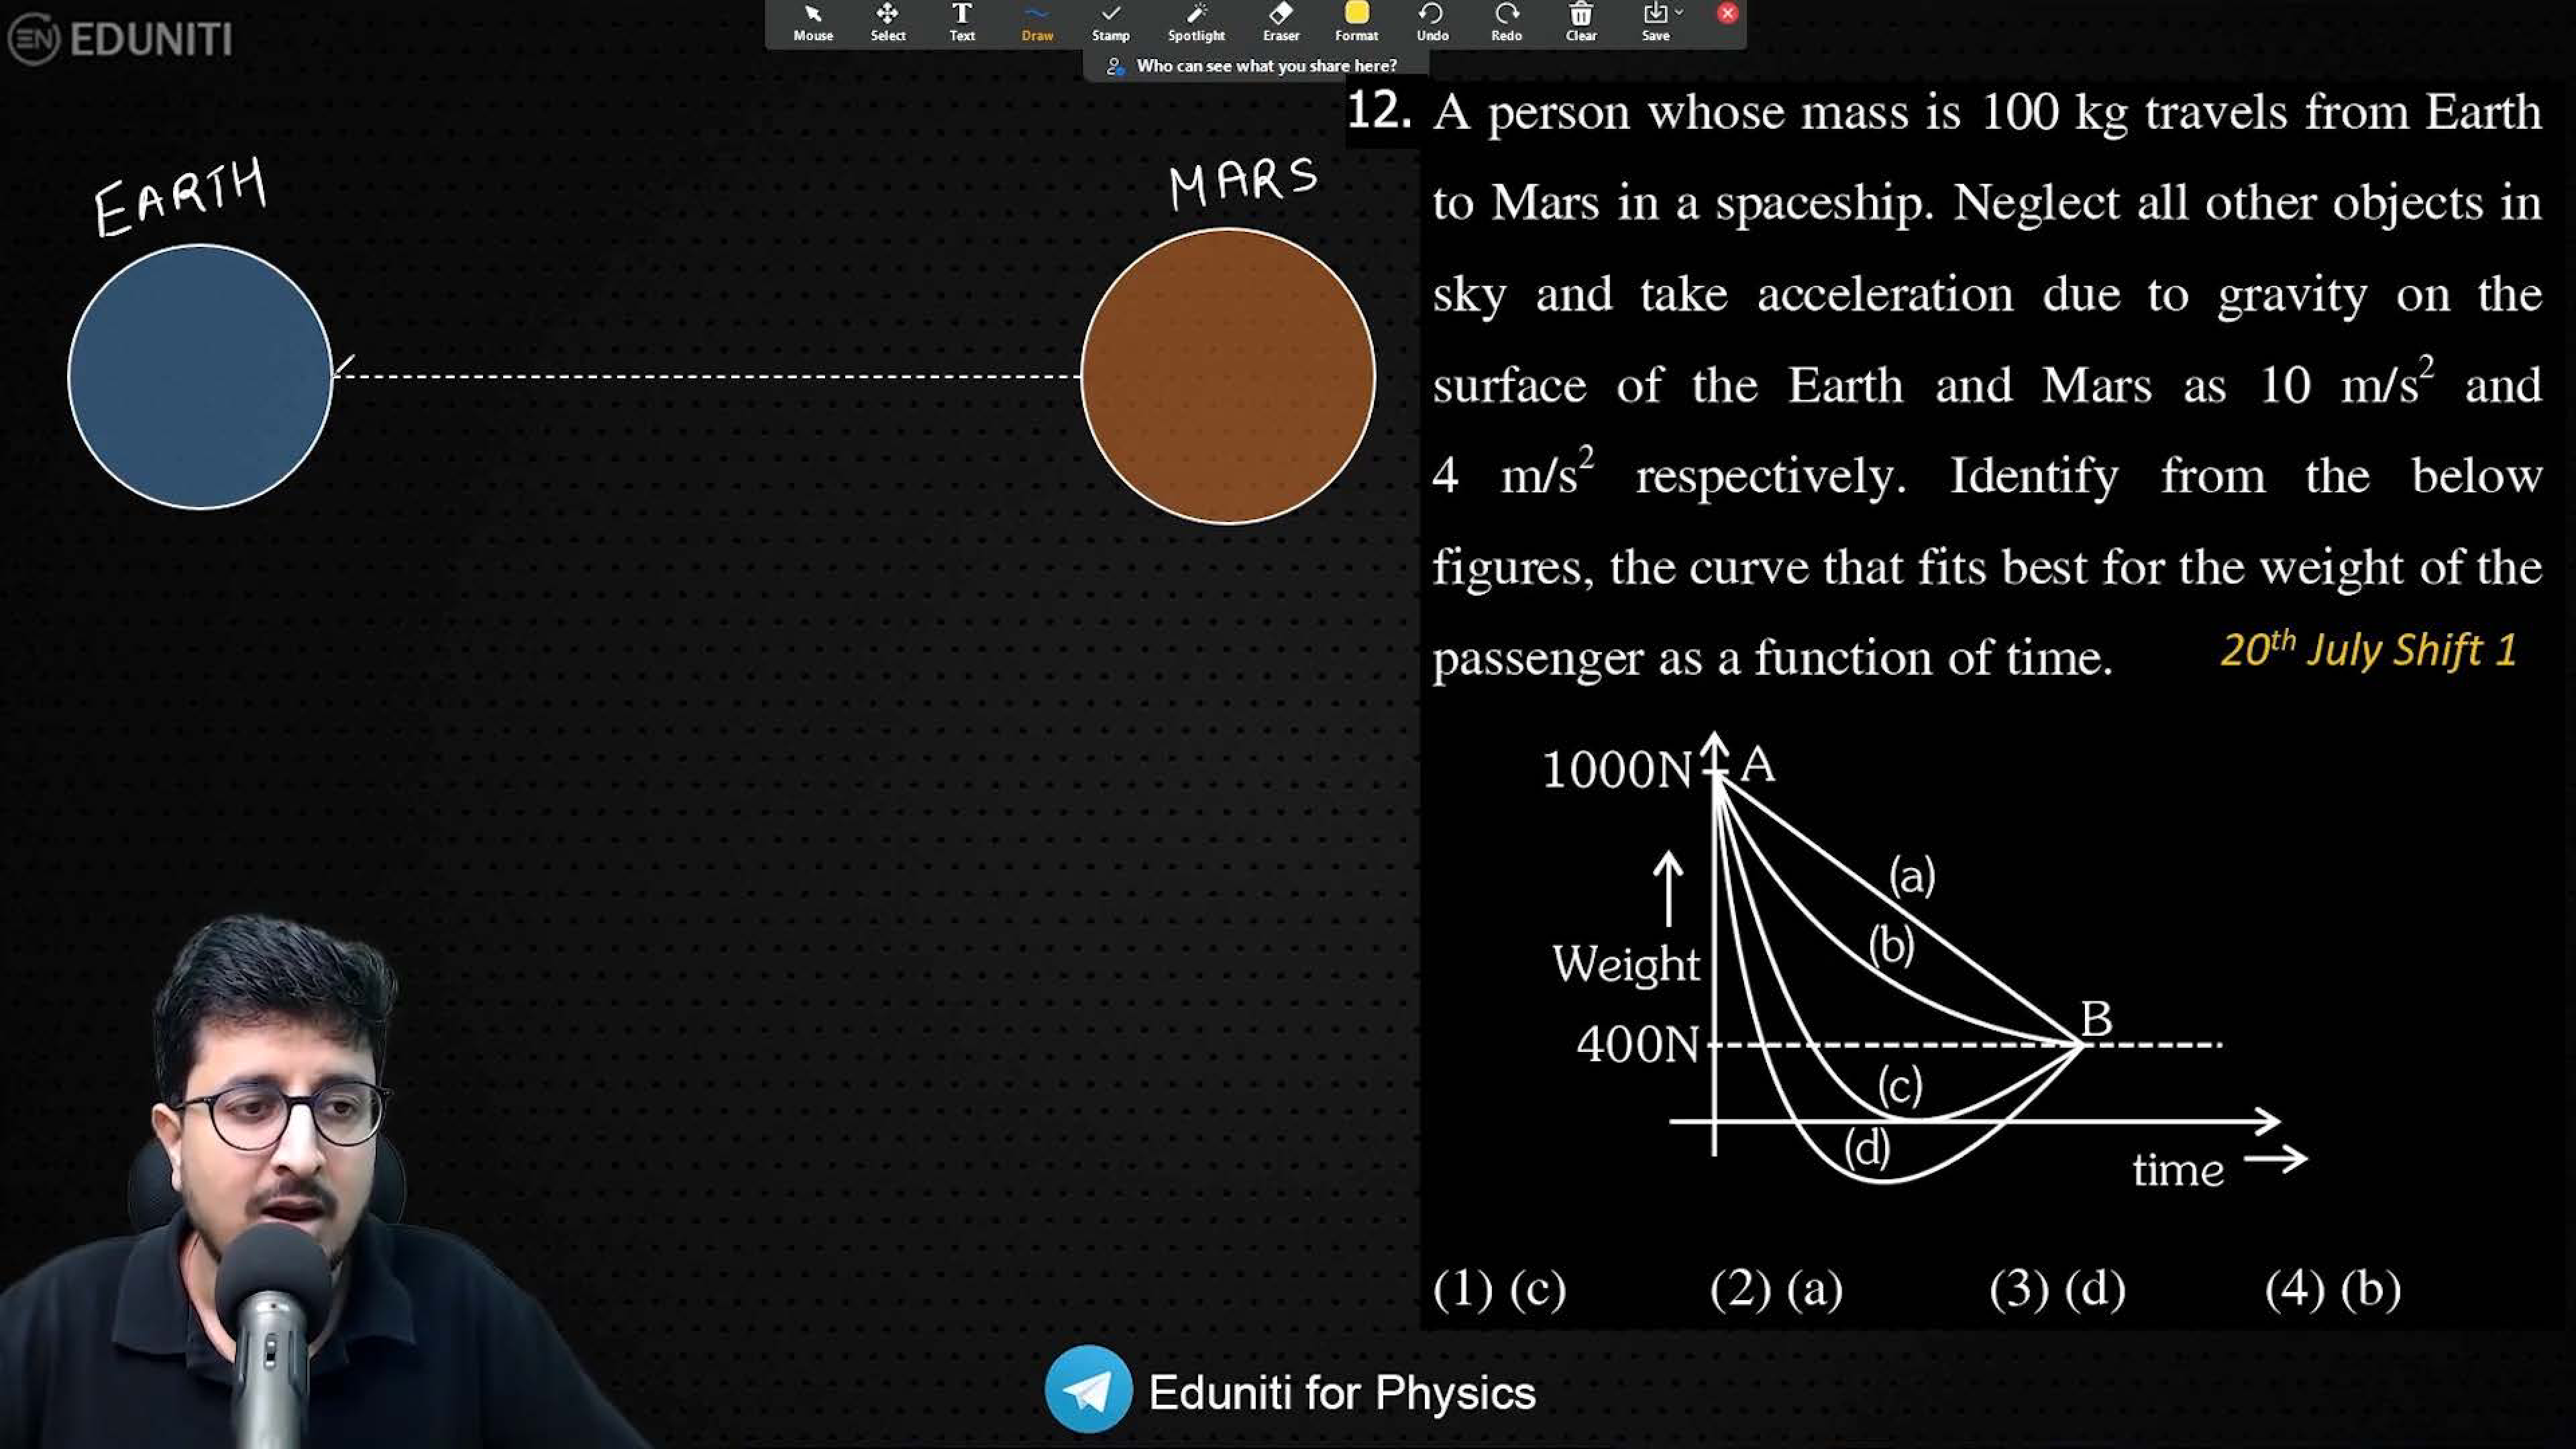 EN EDUNITI
Mouse Select Text Draw Stamp Spotlight Eraser Format Undo Redo Clear Save
Who can see what you share here?
EARTH
MARS
12. A person whose mass is 100 kg travels from Earth
to Mars in a spaceship. Neglect all other objects in
sky and take acceleration due to gravity on the
surface of the Earth and Mars as 10 m/s² and
4 m/s² respectively. Identify from the below
figures, the curve that fits best for the weight of the
passenger as a function of time.
20th July Shift 1
1000N
A
(a)
(b)
Weight
B
400N
(c)
(d)
time
(1) (c) (2) (a) (3) (d) (4) (b)
Eduniti for Physics